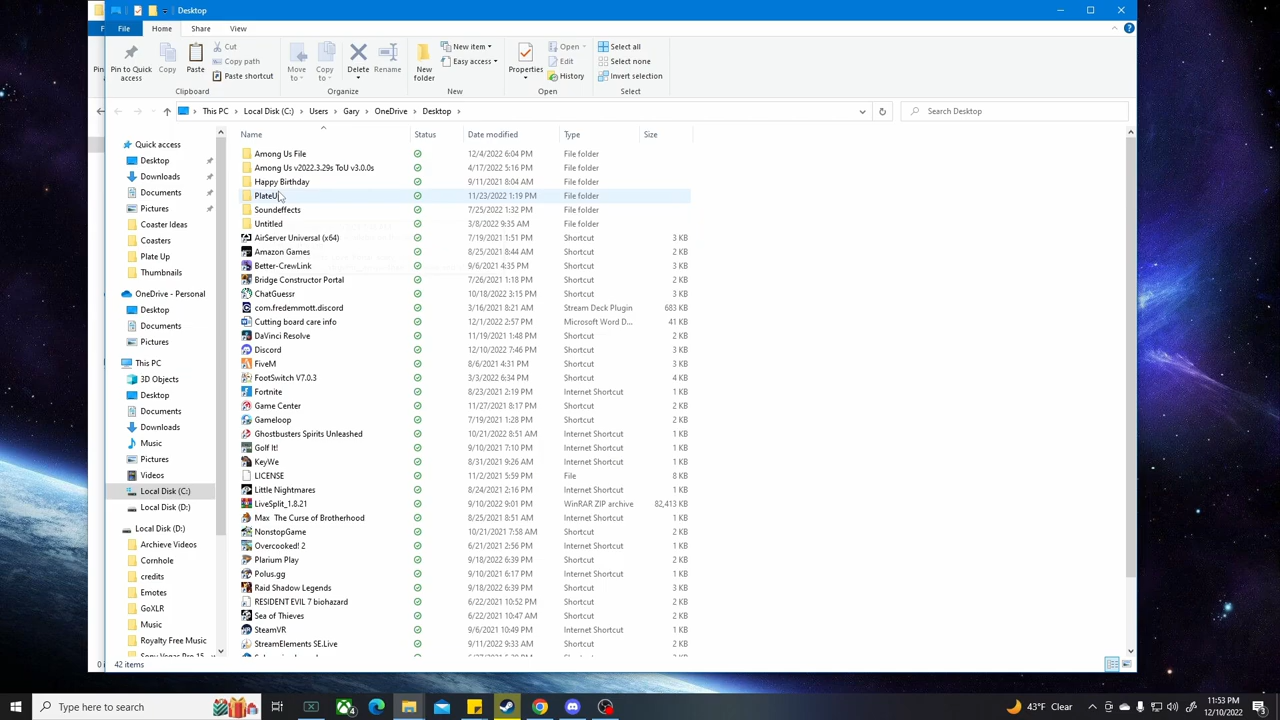 Desktop
File Home Share View
Pin to Quick access
Copy
Paste
Cut
Copy path
Paste shortcut
Clipboard
Move to
Copy to
Delete
Rename
Organize
New folder
New item
Easy access
New
Properties
Open
Edit
History
Open
Select all
Select none
Invert selection
Select
This PC > Local Disk (C:) > Users > Gary > OneDrive > Desktop >
Search Desktop
Quick access
Desktop
Downloads
Documents
Pictures
Coaster Ideas
Coasters
Plate Up
Thumbnails
OneDrive - Personal
Desktop
Documents
Pictures
This PC
3D Objects
Desktop
Documents
Downloads
Music
Pictures
Videos
Local Disk (C:)
Local Disk (D:)
Local Disk (D:)
Archieve Videos
Cornhole
credits
Emotes
GoXLR
Music
Royalty Free Music
Name Status Date modified Type Size
Among Us File 12/4/2022 6:04 PM File folder
Among Us v2022.3.29s ToU v3.0.0s 4/17/2022 5:16 PM File folder
Happy Birthday 9/11/2021 8:04 AM File folder
PlateU 11/23/2022 1:19 PM File folder
Soundeffects 7/25/2022 1:32 PM File folder
Untitled 3/8/2022 9:35 AM File folder
AirServer Universal (x64) 7/19/2021 1:51 PM Shortcut 3 KB
Amazon Games 8/25/2021 8:44 AM Shortcut 2 KB
Better-CrewLink 9/6/2021 4:35 PM Shortcut 3 KB
Bridge Constructor Portal 7/26/2021 1:18 PM Shortcut 2 KB
ChatGuessr 10/18/2022 3:15 PM Shortcut 3 KB
com.fredemmott.discord 3/16/2021 8:21 AM Stream Deck Plugin 683 KB
Cutting board care info 12/1/2022 2:57 PM Microsoft Word D... 41 KB
DaVinci Resolve 11/19/2021 1:48 PM Shortcut 2 KB
Discord 12/10/2022 7:46 PM Shortcut 3 KB
FiveM 8/6/2021 4:31 PM Shortcut 3 KB
FootSwitch V7.0.3 3/3/2022 6:34 PM Shortcut 4 KB
Fortnite 8/23/2021 2:19 PM Internet Shortcut 1 KB
Game Center 11/27/2021 8:17 PM Shortcut 2 KB
Gameloop 7/19/2021 1:28 PM Shortcut 2 KB
Ghostbusters Spirits Unleashed 10/21/2022 8:51 AM Internet Shortcut 1 KB
Golf It! 9/10/2021 7:10 PM Internet Shortcut 1 KB
KeyWe 8/31/2021 9:26 AM Internet Shortcut 1 KB
LICENSE 11/2/2021 5:59 PM File 8 KB
Little Nightmares 8/24/2021 2:16 PM Internet Shortcut 1 KB
LiveSplit_1.8.21 9/10/2022 9:01 PM WinRAR ZIP archive 82,413 KB
Max The Curse of Brotherhood 8/25/2021 8:51 AM Internet Shortcut 1 KB
NonstopGame 10/21/2021 7:58 AM Shortcut 2 KB
Overcooked! 2 6/21/2021 2:56 PM Internet Shortcut 1 KB
Plarium Play 9/18/2022 6:39 PM Shortcut 2 KB
Polus.gg 9/10/2021 6:17 PM Internet Shortcut 3 KB
Raid Shadow Legends 9/18/2022 6:39 PM Shortcut 2 KB
RESIDENT EVIL 7 biohazard 6/22/2021 10:52 PM Shortcut 2 KB
Sea of Thieves 6/22/2021 10:47 AM Shortcut 2 KB
SteamVR 9/6/2021 10:49 PM Internet Shortcut 1 KB
StreamElements SE.Live 9/11/2022 9:33 AM Shortcut 2 KB
42 items
Type here to search
43°F Clear
11:53 PM
12/10/2022